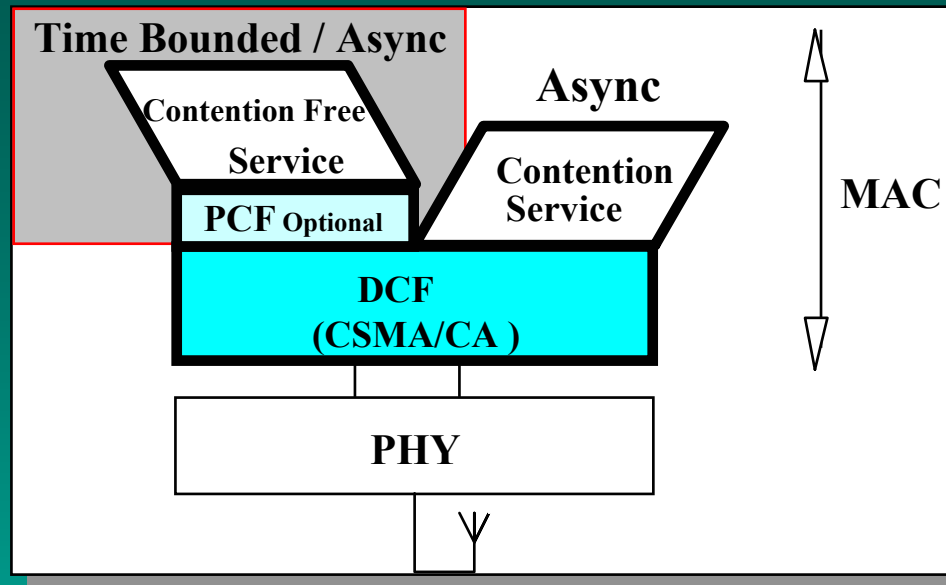 Time Bounded / Async
Contention Free
Service
PCF Optional
Async
Contention
Service
MAC
DCF
(CSMA/CA )
PHY